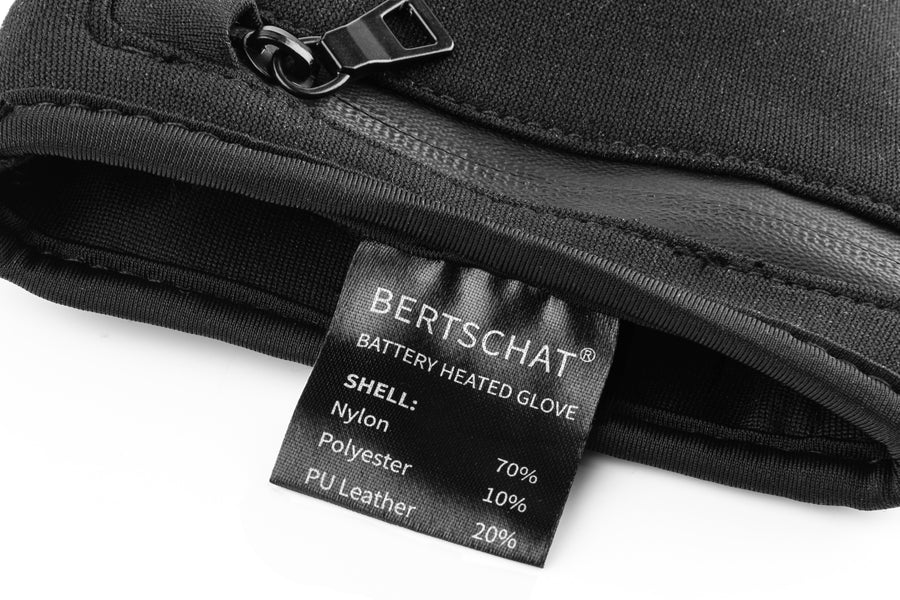 BERTSCHAT®
BATTERY HEATED GLOVE
SHELL:
Nylon 70%
Polyester 10%
PU Leather 20%